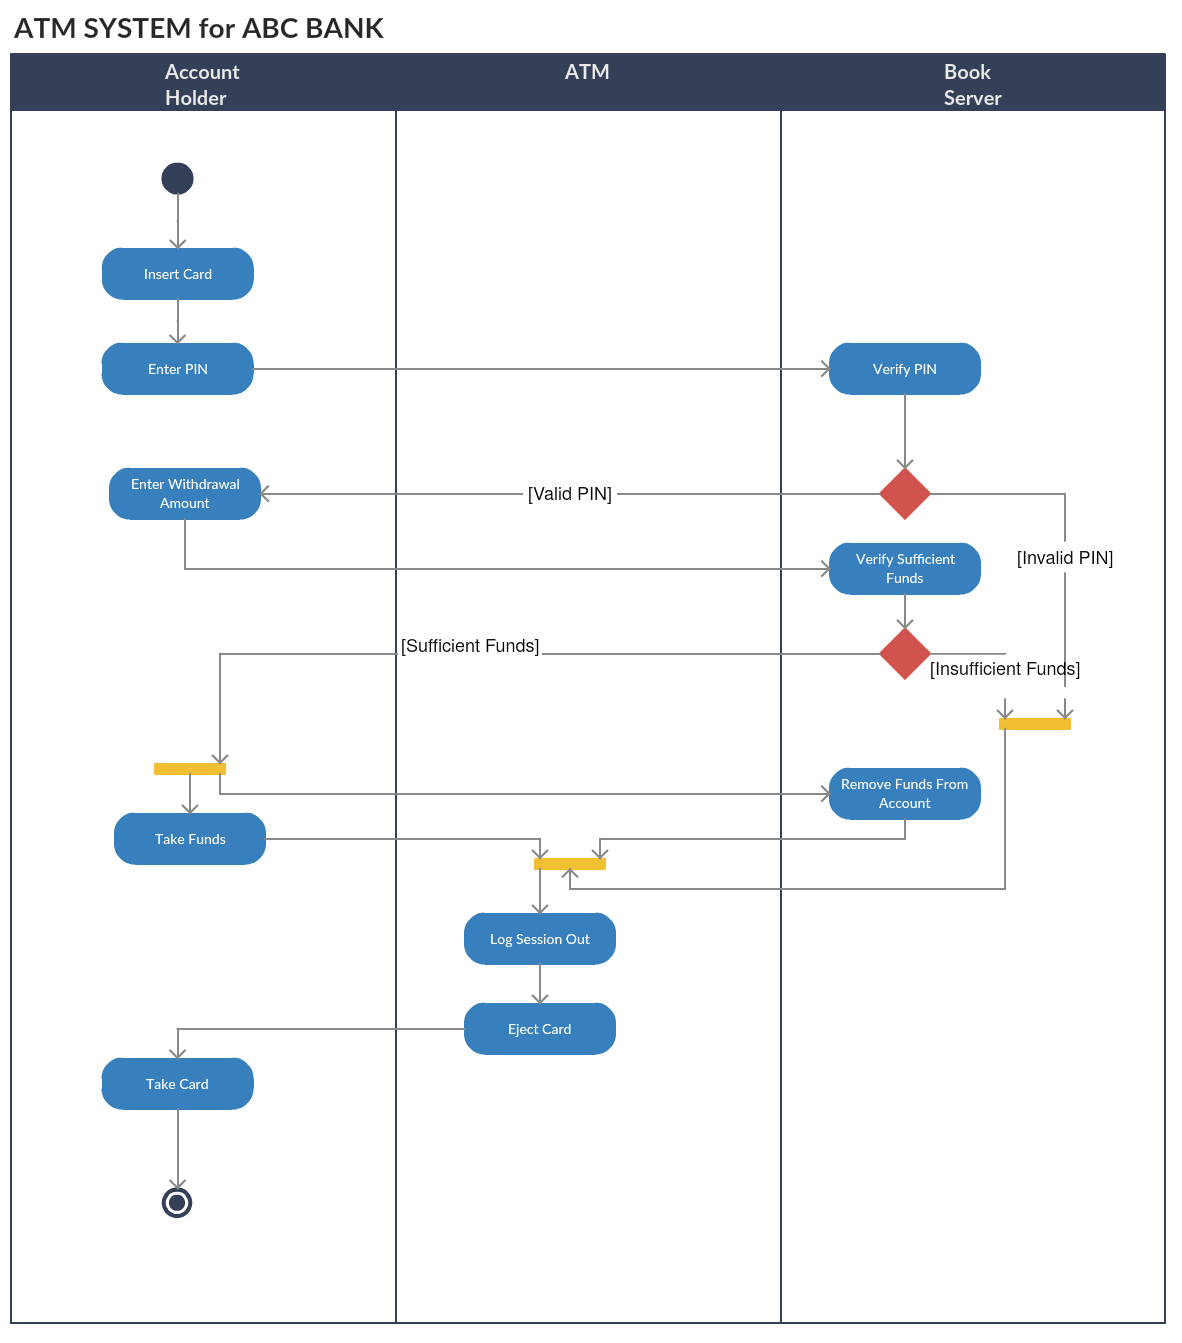 ATM SYSTEM for ABC BANK
Account
Holder
ATM
Book
Server
Insert Card
Enter PIN
Verify PIN
Enter Withdrawal
Amount
[Valid PIN]
Verify Sufficient
Funds
[Invalid PIN]
[Sufficient Funds]
[Insufficient Funds]
Remove Funds From
Account
Take Funds
Log Session Out
Eject Card
Take Card